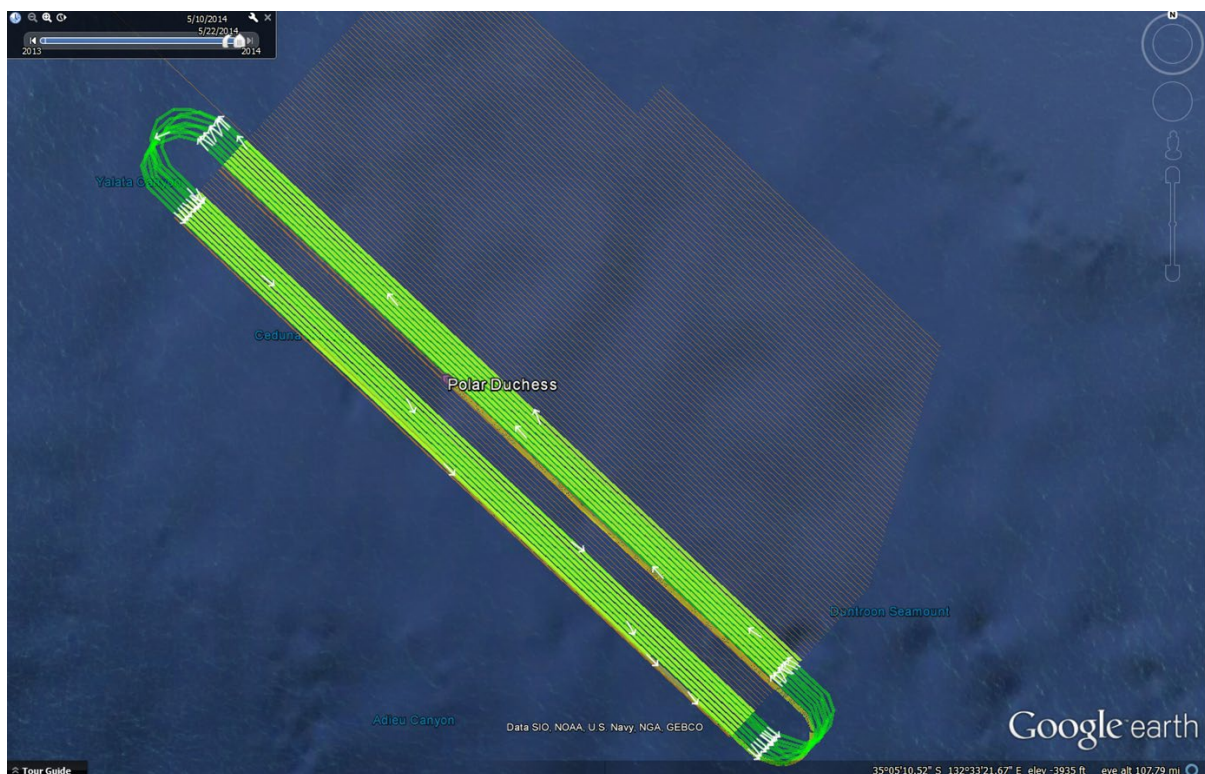 5/10/2014
5/22/2014
2013 2014
N
Yalata Canyon
Ceduna
Polar Duchess
Duntroon Seamount
Adieu Canyon
Data SIO, NOAA, U.S. Navy, NGA, GEBCO
Google earth
Tour Guide
35°05'10.52" S 132°33'21.67" E elev -3935 ft eye alt 107.79 mi